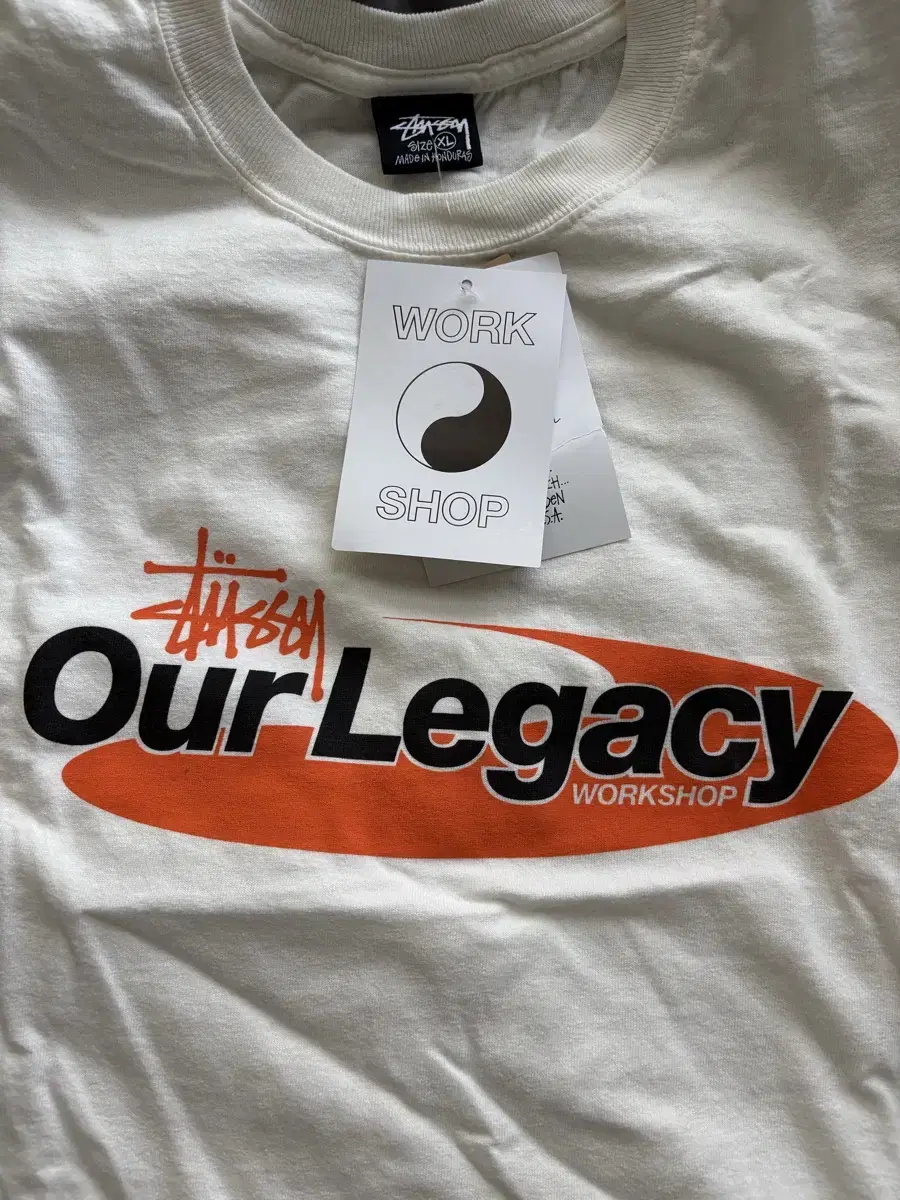 Stüssy
SIZE XL
MADE IN HONDURAS
WORK
SHOP
S.A.
Stüssy
Our Legacy
WORKSHOP